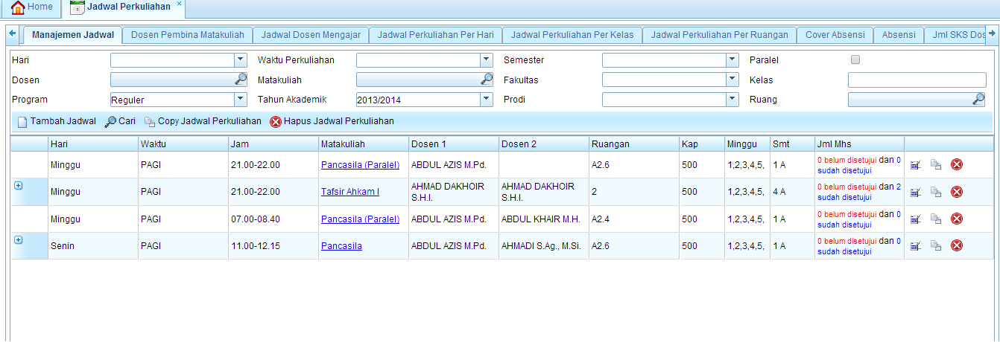 Home Jadwal Perkuliahan
Manajemen Jadwal Dosen Pembina Matakuliah Jadwal Dosen Mengajar Jadwal Perkuliahan Per Hari Jadwal Perkuliahan Per Kelas Jadwal Perkuliahan Per Ruangan Cover Absensi Absensi Jml SKS Dos
Hari Waktu Perkuliahan Semester Paralel
Dosen Matakuliah Fakultas Kelas
Program Reguler Tahun Akademik 2013/2014 Prodi Ruang
Tambah Jadwal Cari Copy Jadwal Perkuliahan Hapus Jadwal Perkuliahan
Hari Waktu Jam Matakuliah Dosen 1 Dosen 2 Ruangan Kap Minggu Smt Jml Mhs
Minggu PAGI 21.00-22.00 Pancasila (Paralel) ABDUL AZIS M.Pd. A2.6 500 1,2,3,4,5, 1 A 0 belum disetujui dan 0
sudah disetujui
Minggu PAGI 21.00-22.00 Tafsir Ahkam I AHMAD DAKHOIR AHMAD DAKHOIR 2 500 1,2,3,4,5, 4 A 0 belum disetujui dan 2
S.H.I. S.H.I. sudah disetujui
Minggu PAGI 07.00-08.40 Pancasila (Paralel) ABDUL AZIS M.Pd. ABDUL KHAIR M.H. A2.4 500 1,2,3,4,5, 1 A 0 belum disetujui dan 0
sudah disetujui
Senin PAGI 11.00-12.15 Pancasila ABDUL AZIS M.Pd. AHMADI S.Ag., M.Si. A2.6 500 1,2,3,4,5, 1 A 0 belum disetujui dan 0
sudah disetujui